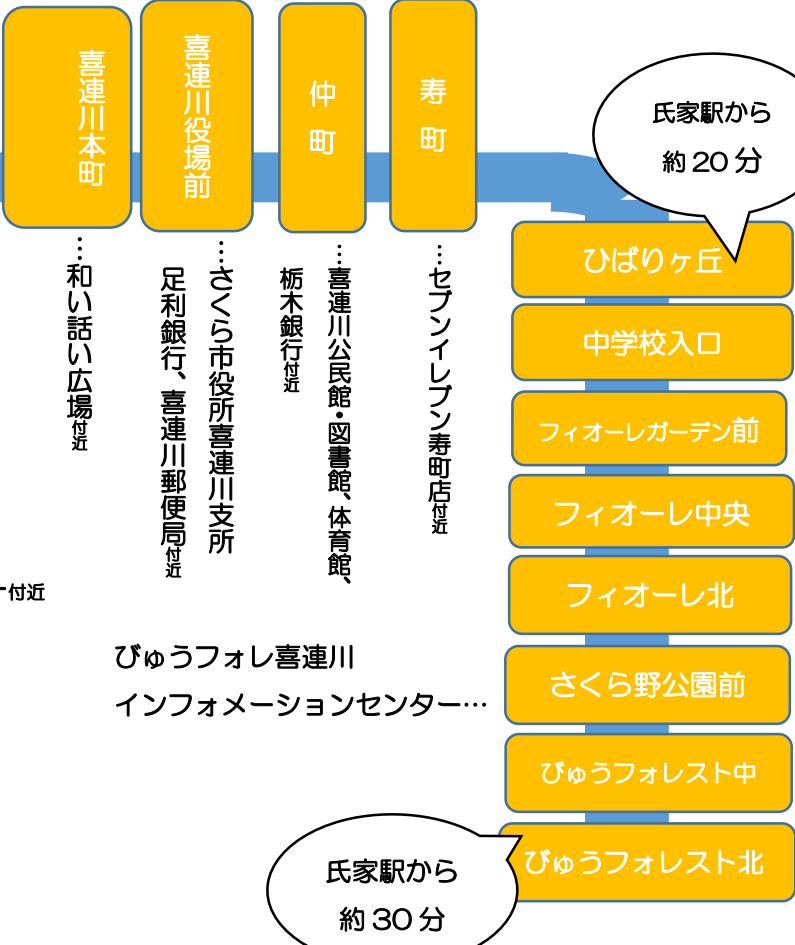 喜連川本町
…和い話い広場付近
喜連川役場前
…さくら市役所喜連川支所
足利銀行、喜連川郵便局付近
仲町
…喜連川公民館・図書館、体育館、
栃木銀行付近
寿町
…セブンイレブン寿町店付近
氏家駅から
約20分
ひばりヶ丘
中学校入口
フィオーレガーデン前
フィオーレ中央
フィオーレ北
さくら野公園前
びゅうフォレスト中
びゅうフォレスト北
ー付近
びゅうフォレ喜連川
インフォメーションセンター…
氏家駅から
約30分